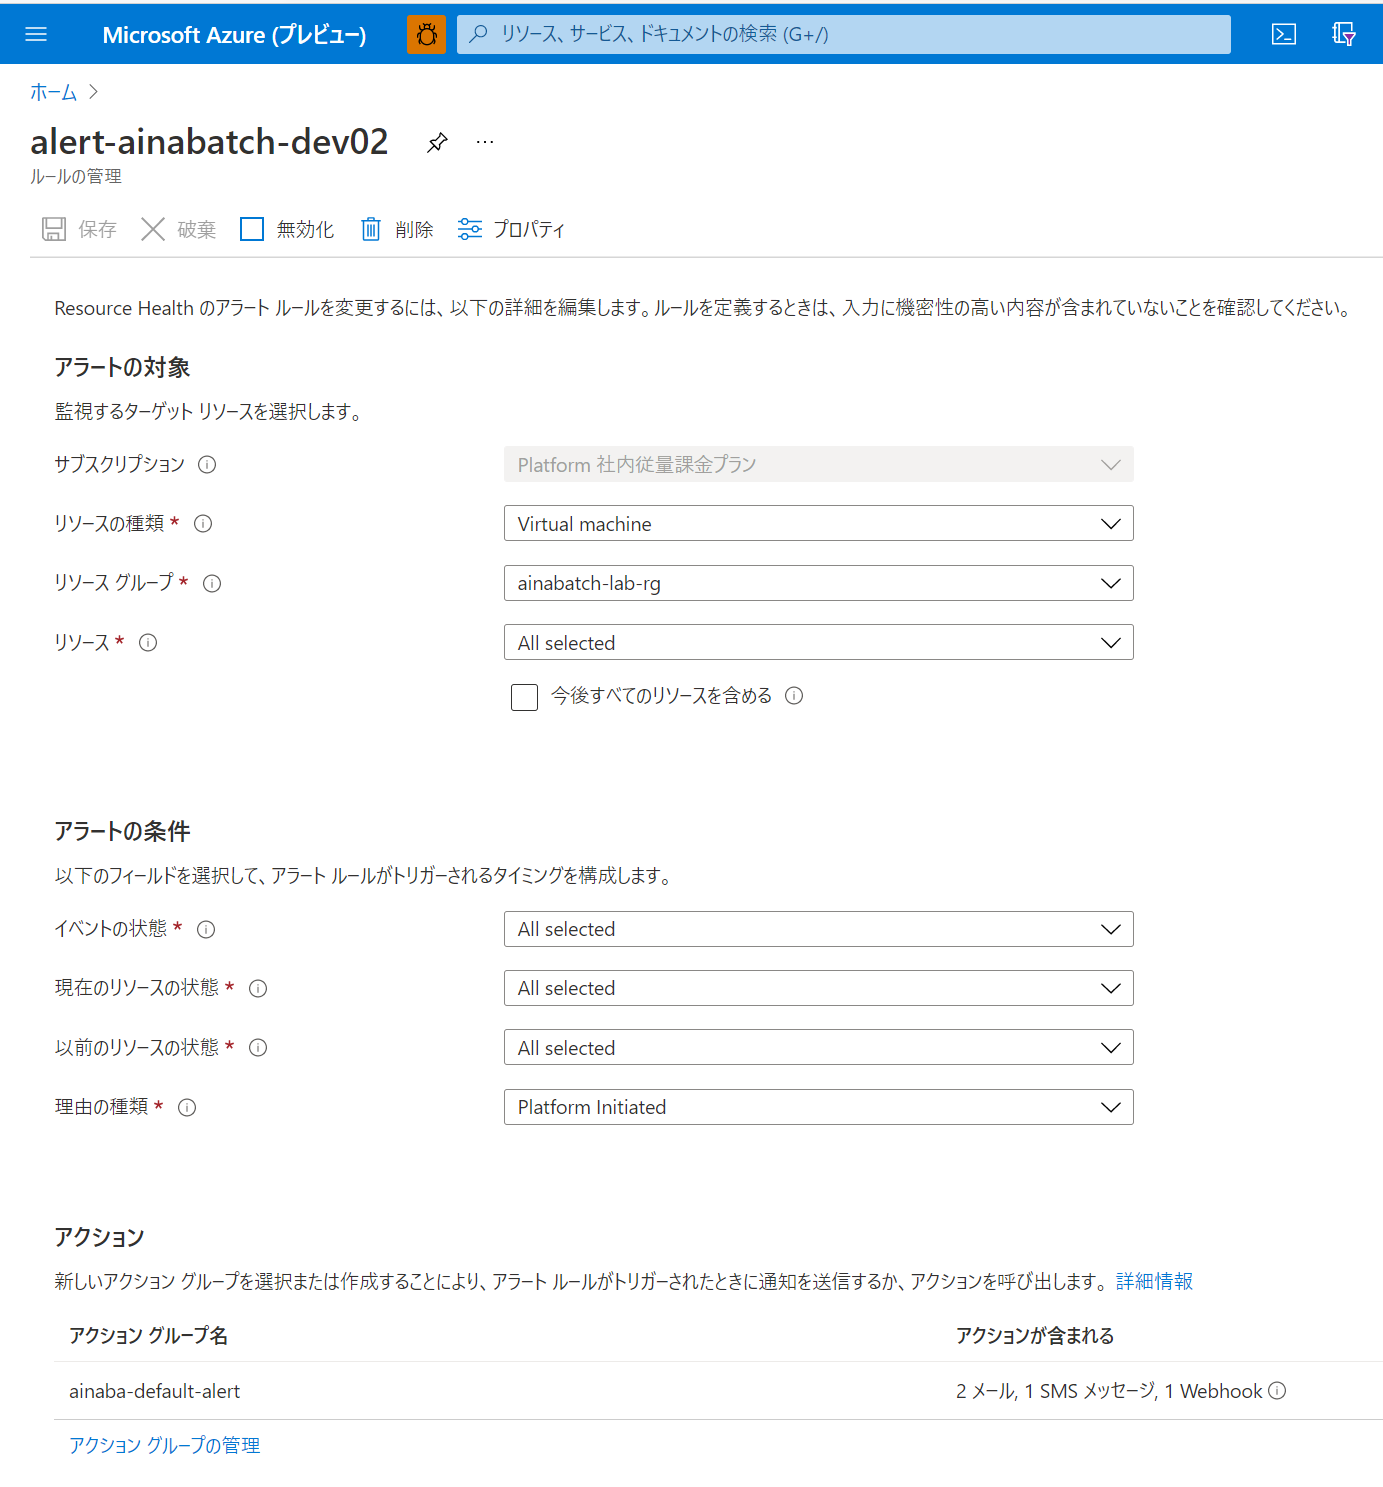 Microsoft Azure (プレビュー)
リソース、サービス、ドキュメントの検索 (G+/)
ホーム
alert-ainabatch-dev02
ルールの管理
保存 破棄 無効化 削除 プロパティ
Resource Health のアラート ルールを変更するには、以下の詳細を編集します。ルールを定義するときは、入力に機密性の高い内容が含まれていないことを確認してください。
アラートの対象
監視するターゲット リソースを選択します。
サブスクリプション Platform 社内従量課金プラン
リソースの種類 * Virtual machine
リソース グループ * ainabatch-lab-rg
リソース * All selected
今後すべてのリソースを含める
アラートの条件
以下のフィールドを選択して、アラート ルールがトリガーされるタイミングを構成します。
イベントの状態 * All selected
現在のリソースの状態 * All selected
以前のリソースの状態 * All selected
理由の種類 * Platform Initiated
アクション
新しいアクション グループを選択または作成することにより、アラート ルールがトリガーされたときに通知を送信するか、アクションを呼び出します。 詳細情報
アクション グループ名 アクションが含まれる
ainaba-default-alert 2 メール, 1 SMS メッセージ, 1 Webhook
アクション グループの管理